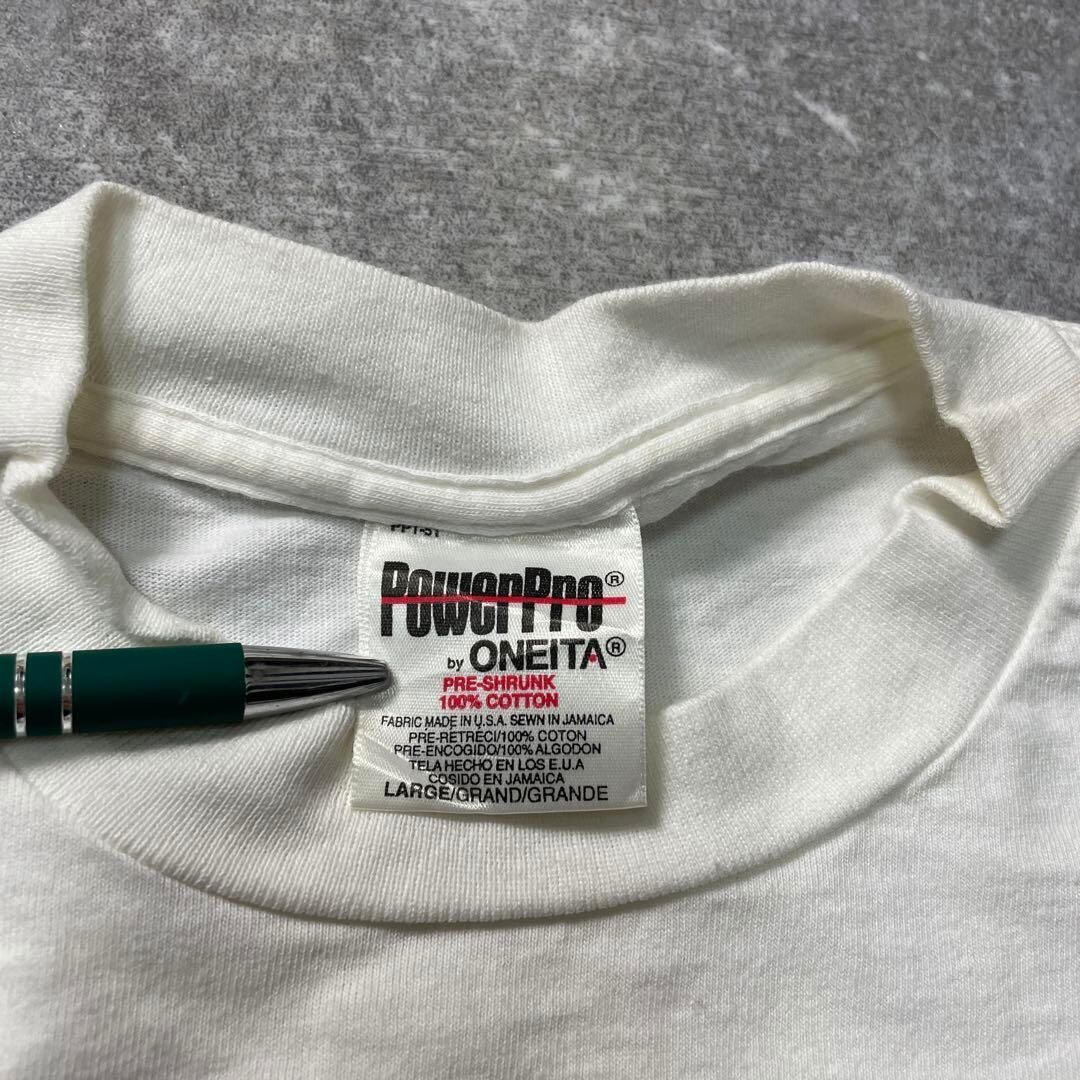 PowerPro®
by ONEITA®
PRE-SHRUNK
100% COTTON
FABRIC MADE IN U.S.A. SEWN IN JAMAICA
PRE-RETRECI/100% COTON
PRE-ENCOGIDO/100% ALGODON
TELA HECHO EN LOS E.U.A
COSIDO EN JAMAICA
LARGE/GRAND/GRANDE